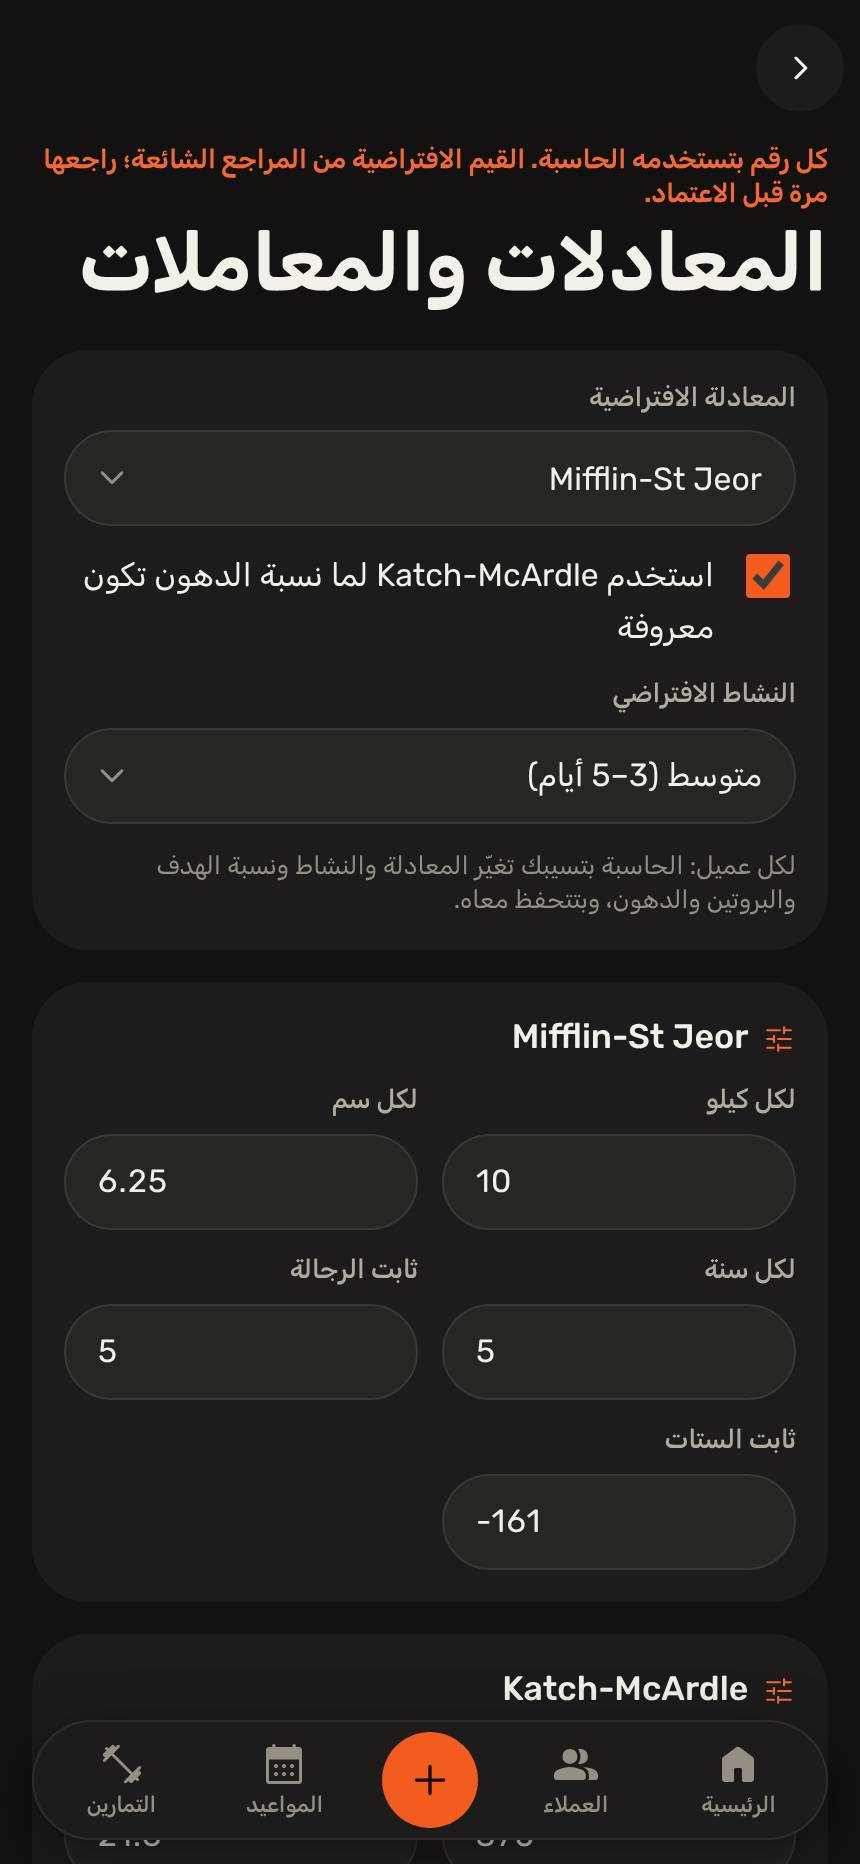 كل رقم بتستخدمه الحاسبة. القيم الافتراضية من المراجع الشائعة؛ راجعها
مرة قبل الاعتماد.
المعادلات والمعاملات
المعادلة الافتراضية
Mifflin-St Jeor
استخدم Katch-McArdle لما نسبة الدهون تكون
معروفة
النشاط الافتراضي
متوسط (3–5 أيام)
لكل عميل: الحاسبة بتسيبك تغيّر المعادلة والنشاط ونسبة الهدف
والبروتين والدهون، وبتتحفظ معاه.
Mifflin-St Jeor
لكل كيلو
لكل سم
10
6.25
لكل سنة
ثابت الرجالة
5
5
ثابت الستات
-161
Katch-McArdle
الرئيسية
العملاء
المواعيد
التمارين